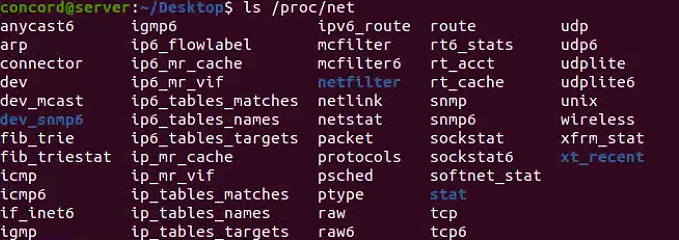 concord@server:~/Desktop$ ls /proc/net
anycast6 igmp6 ipv6_route route udp
arp ip6_flowlabel mcfilter rt6_stats udp6
connector ip6_mr_cache mcfilter6 rt_acct udplite
dev ip6_mr_vif netfilter rt_cache udplite6
dev_mcast ip6_tables_matches netlink snmp unix
dev_snmp6 ip6_tables_names netstat snmp6 wireless
fib_trie ip6_tables_targets packet sockstat xfrm_stat
fib_triestat ip_mr_cache protocols sockstat6 xt_recent
icmp ip_mr_vif psched softnet_stat
icmp6 ip_tables_matches ptype stat
if_inet6 ip_tables_names raw tcp
igmp ip_tables_targets raw6 tcp6